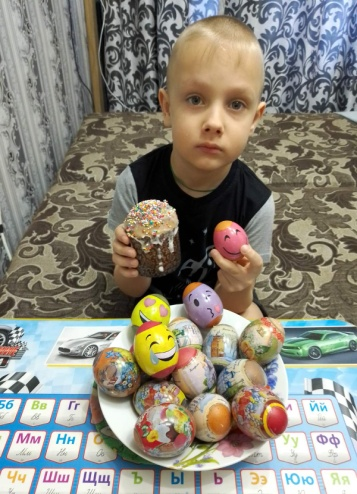 Бб Вв Гг Йй
Мм Нн Уу Фф
Чч Шш Щщ Ъ Ы Ь Ээ Юю Яя